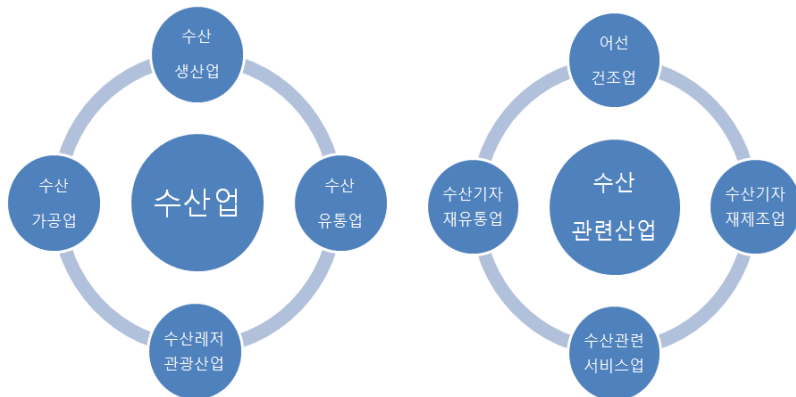 수산
생산업
수산
가공업
수산업
수산
유통업
수산레저
관광산업
어선
건조업
수산기자
재유통업
수산
관련산업
수산기자
재제조업
수산관련
서비스업